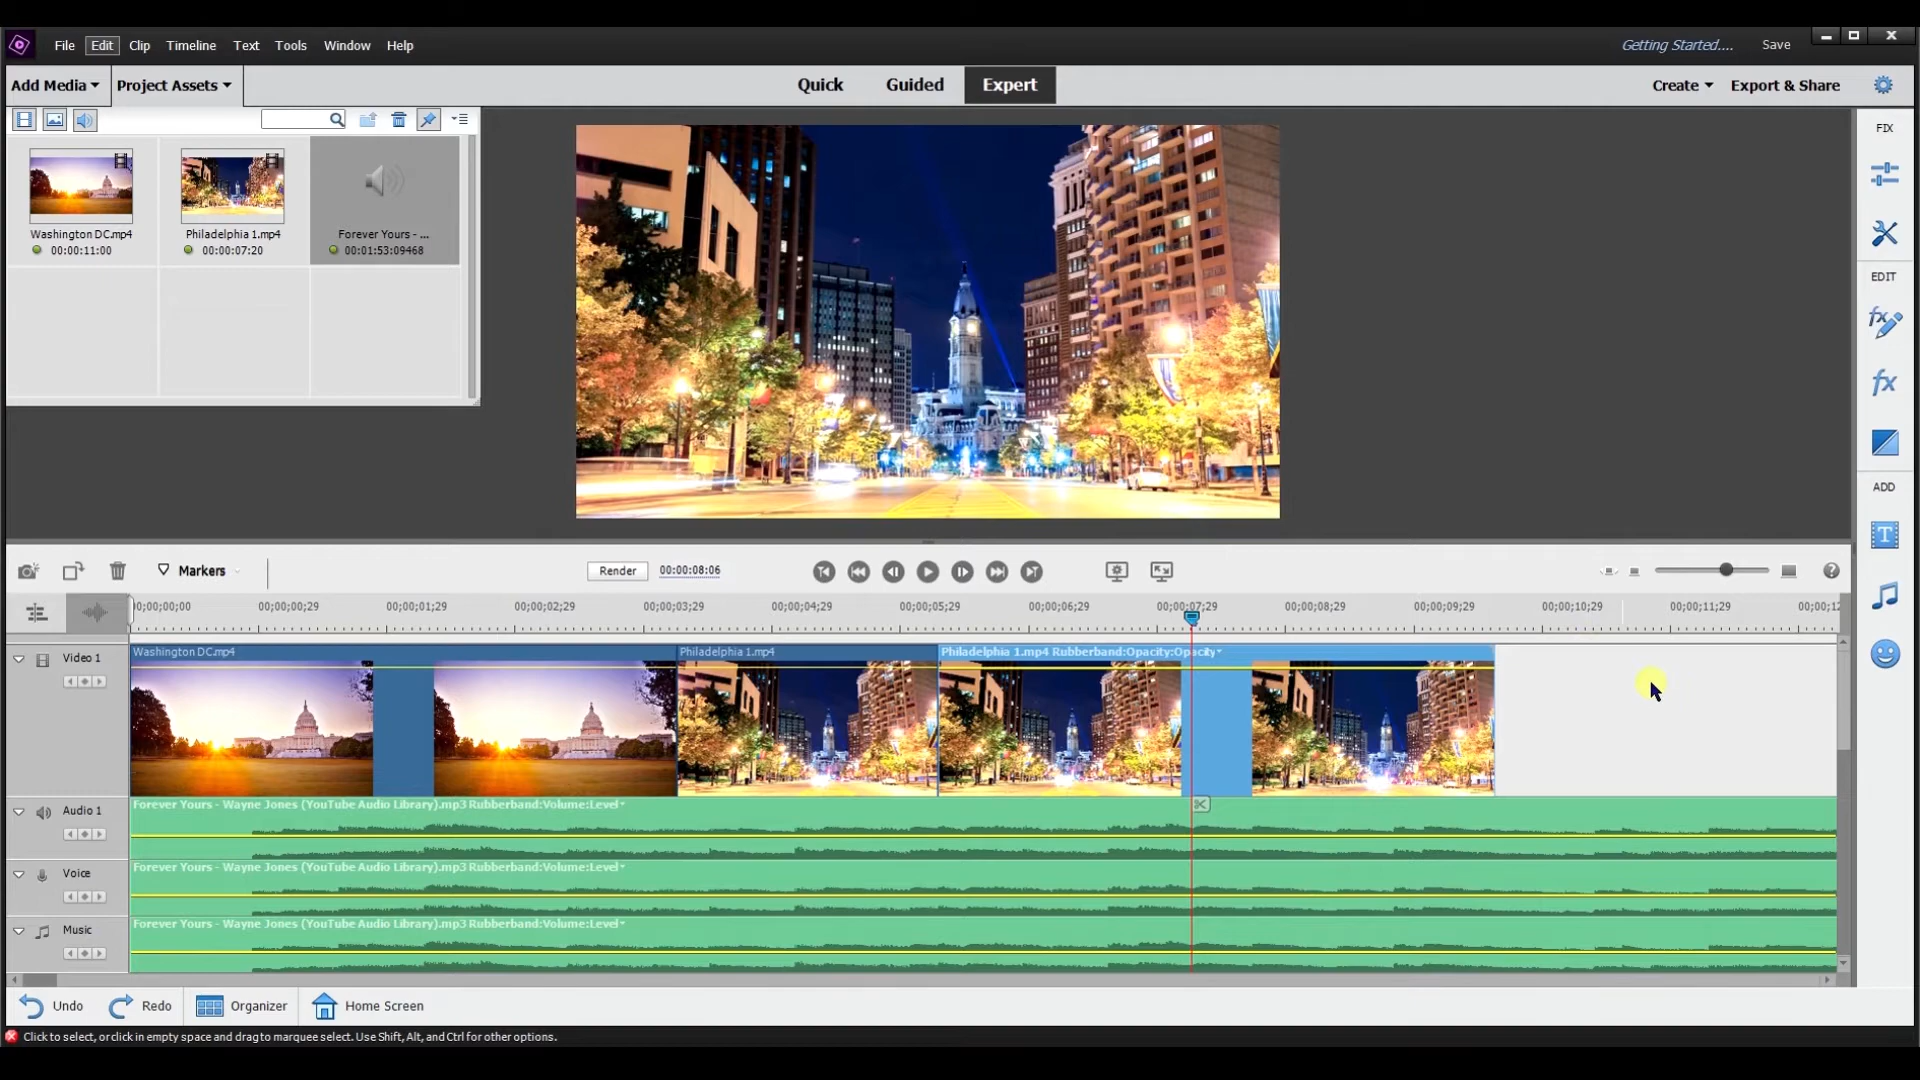 File Edit Clip Timeline Text Tools Window Help
Getting Started.... Save
Add Media Project Assets
Quick Guided Expert
Create Export & Share
FIX
Washington DC.mp4
00:00:11:00
Philadelphia 1.mp4
00:00:07:20
Forever Yours - ...
00:01:53:09468
EDIT
fx
fx
ADD
T
Markers
Render 00:00:08:06
00;00;00;00 00;00;00;29 00;00;01;29 00;00;02;29 00;00;03;29 00;00;04;29 00;00;05;29 00;00;06;29 00;00;07;29 00;00;08;29 00;00;09;29 00;00;10;29 00;00;11;29 00;00;12
Video 1
Washington DC.mp4
Philadelphia 1.mp4
Philadelphia 1.mp4 Rubberband:Opacity:Opacity
Audio 1
Forever Yours - Wayne Jones (YouTube Audio Library).mp3 Rubberband:Volume:Level
Voice
Forever Yours - Wayne Jones (YouTube Audio Library).mp3 Rubberband:Volume:Level
Music
Forever Yours - Wayne Jones (YouTube Audio Library).mp3 Rubberband:Volume:Level
Undo Redo Organizer Home Screen
Click to select, or click in empty space and drag to marquee select. Use Shift, Alt, and Ctrl for other options.